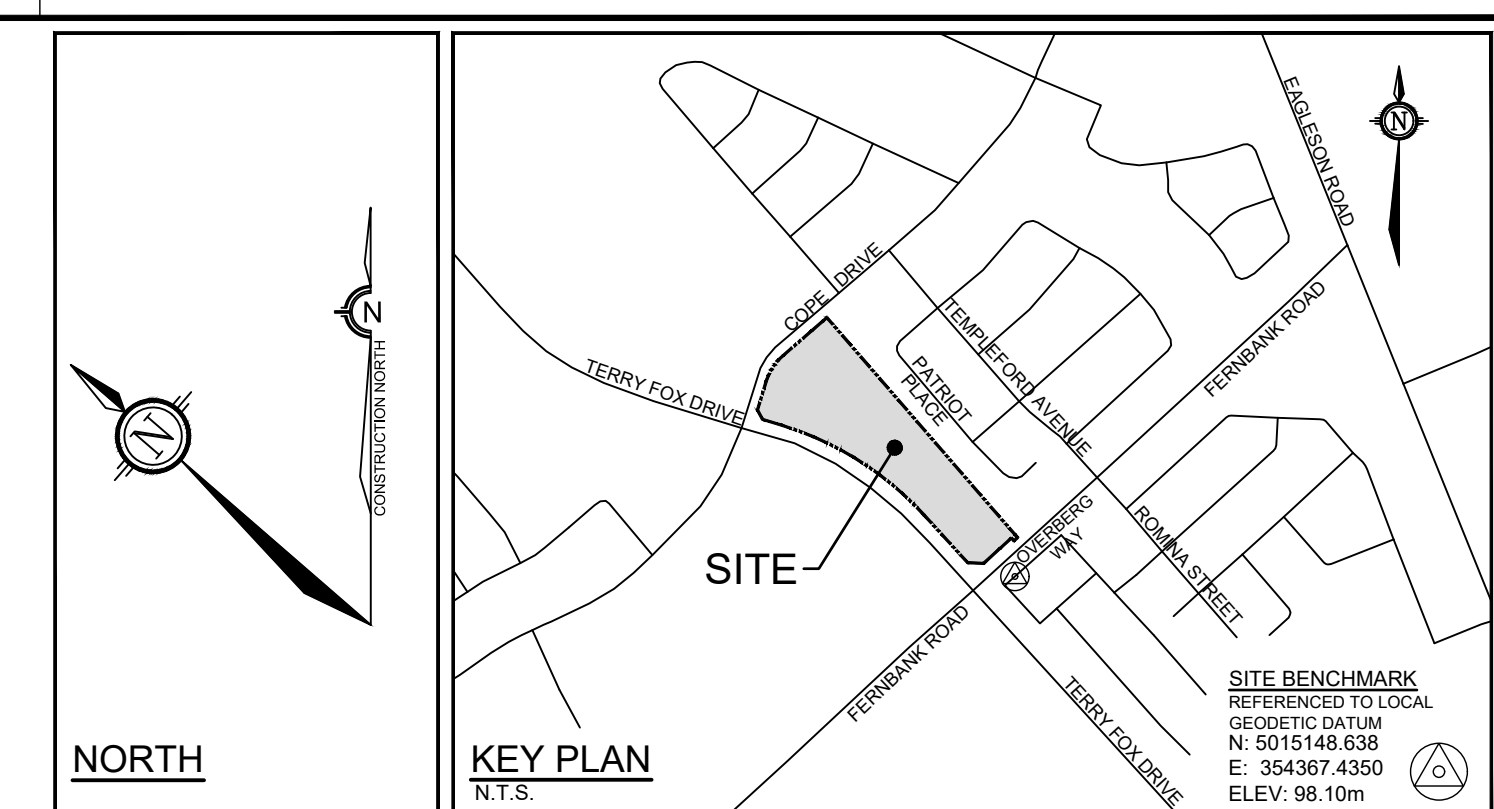 N
CONSTRUCTION NORTH
N
NORTH
EAGLESON ROAD
N
COPE DRIVE
TEMPLEFORD AVENUE
FERNBANK ROAD
TERRY FOX DRIVE
PATRIOT
PLACE
SITE
OVERBERG
WAY
ROMINA STREET
FERNBANK ROAD
TERRY FOX DRIVE
KEY PLAN
N.T.S.
SITE BENCHMARK
REFERENCED TO LOCAL
GEODETIC DATUM
N: 5015148.638
E: 354367.4350
ELEV: 98.10m